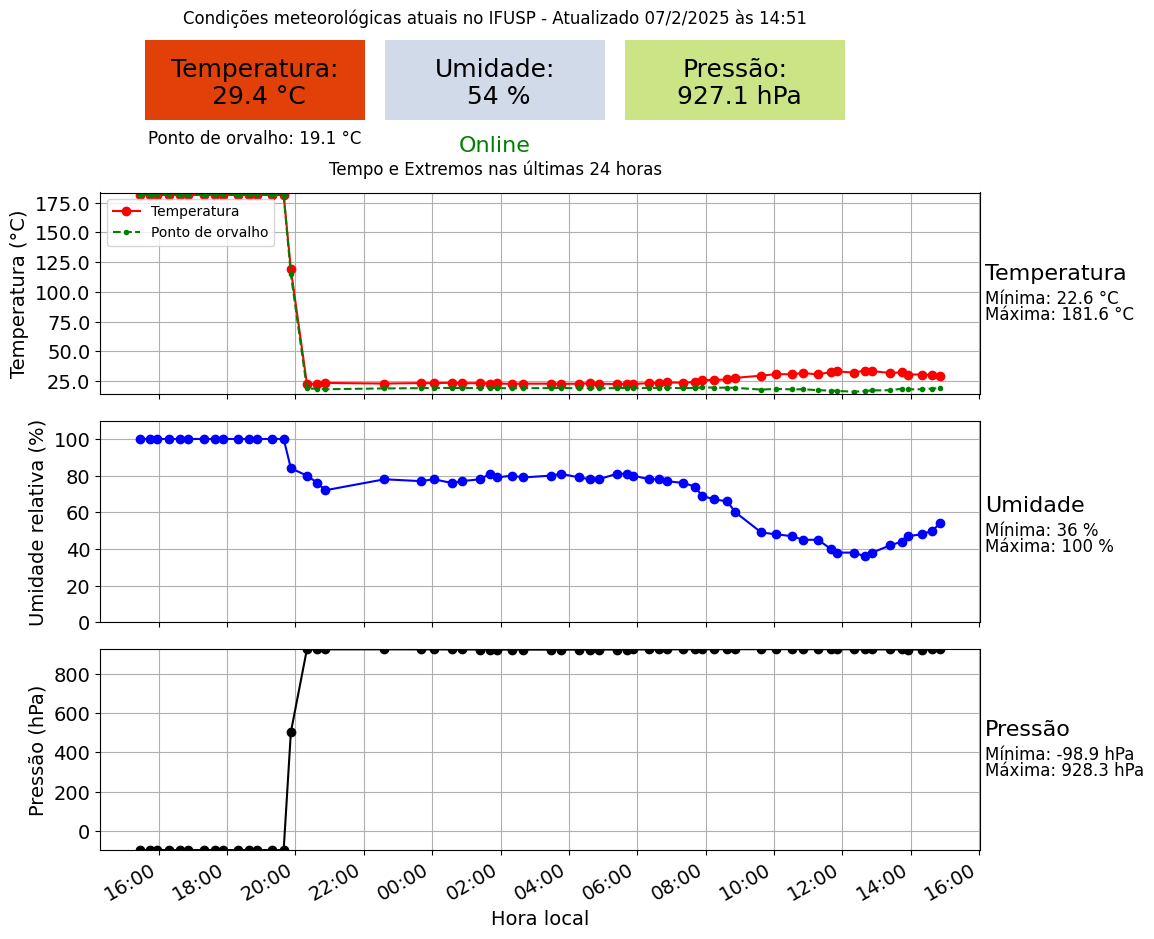 Condições meteorológicas atuais no IFUSP - Atualizado 07/2/2025 às 14:51
Temperatura:
29.4 °C
Umidade:
54 %
Pressão:
927.1 hPa
Ponto de orvalho: 19.1 °C
Online
Tempo e Extremos nas últimas 24 horas
Temperatura (°C)
175.0
150.0
125.0
100.0
75.0
50.0
25.0
Temperatura
Ponto de orvalho
Temperatura
Mínima: 22.6 °C
Máxima: 181.6 °C
Umidade relativa (%)
100
80
60
40
20
0
Umidade
Mínima: 36 %
Máxima: 100 %
Pressão (hPa)
800
600
400
200
0
Pressão
Mínima: -98.9 hPa
Máxima: 928.3 hPa
16:00
18:00
20:00
22:00
00:00
02:00
04:00
06:00
08:00
10:00
12:00
14:00
16:00
Hora local